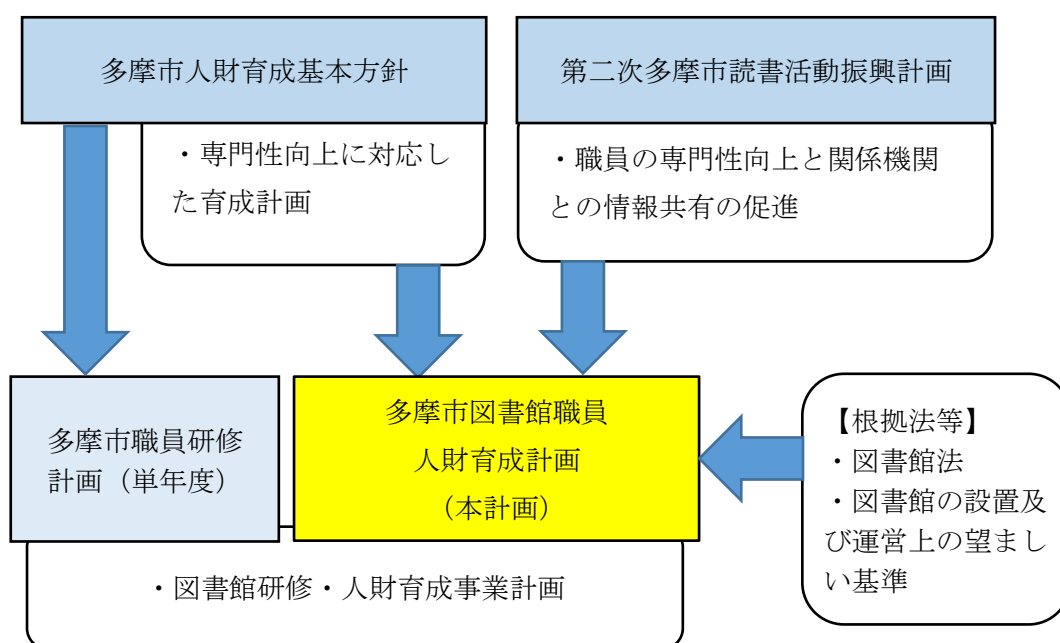 多摩市人財育成基本方針
第二次多摩市読書活動振興計画
・専門性向上に対応し
た育成計画
・職員の専門性向上と関係機関
との情報共有の促進
多摩市職員研修
計画（単年度）
多摩市図書館職員
人財育成計画
（本計画）
【根拠法等】
・図書館法
・図書館の設置及
び運営上の望まし
い基準
・図書館研修・人財育成事業計画